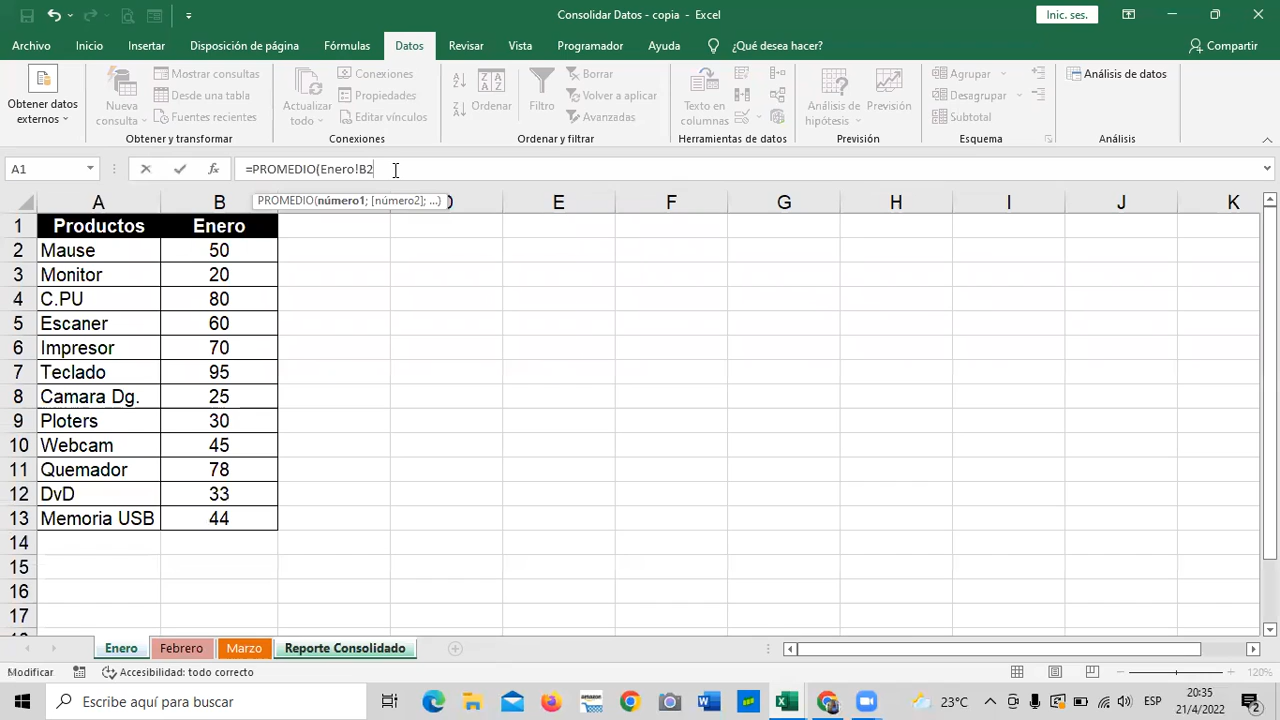 Consolidar Datos - copia - Excel
Inic. ses.
Archivo Inicio Insertar Disposición de página Fórmulas Datos Revisar Vista Programador Ayuda ¿Qué desea hacer? Compartir
Obtener datos externos
Nueva consulta
Mostrar consultas
Desde una tabla
Fuentes recientes
Obtener y transformar
Actualizar todo
Conexiones
Propiedades
Editar vínculos
Conexiones
Ordenar
Filtro
Borrar
Volver a aplicar
Avanzadas
Ordenar y filtrar
Texto en columnas
Herramientas de datos
Análisis de hipótesis
Previsión
Previsión
Agrupar
Desagrupar
Subtotal
Esquema
Análisis de datos
Análisis
A1 fx =PROMEDIO(Enero!B2
PROMEDIO(número1; [número2]; ...)
A B D E F G H I J K
1 Productos Enero
2 Mause 50
3 Monitor 20
4 C.PU 80
5 Escaner 60
6 Impresor 70
7 Teclado 95
8 Camara Dg. 25
9 Ploters 30
10 Webcam 45
11 Quemador 78
12 DvD 33
13 Memoria USB 44
14
15
16
17
Enero Febrero Marzo Reporte Consolidado
Modificar Accesibilidad: todo correcto 120%
Escribe aquí para buscar
amazon
23°C
ESP
20:35
21/4/2022
2